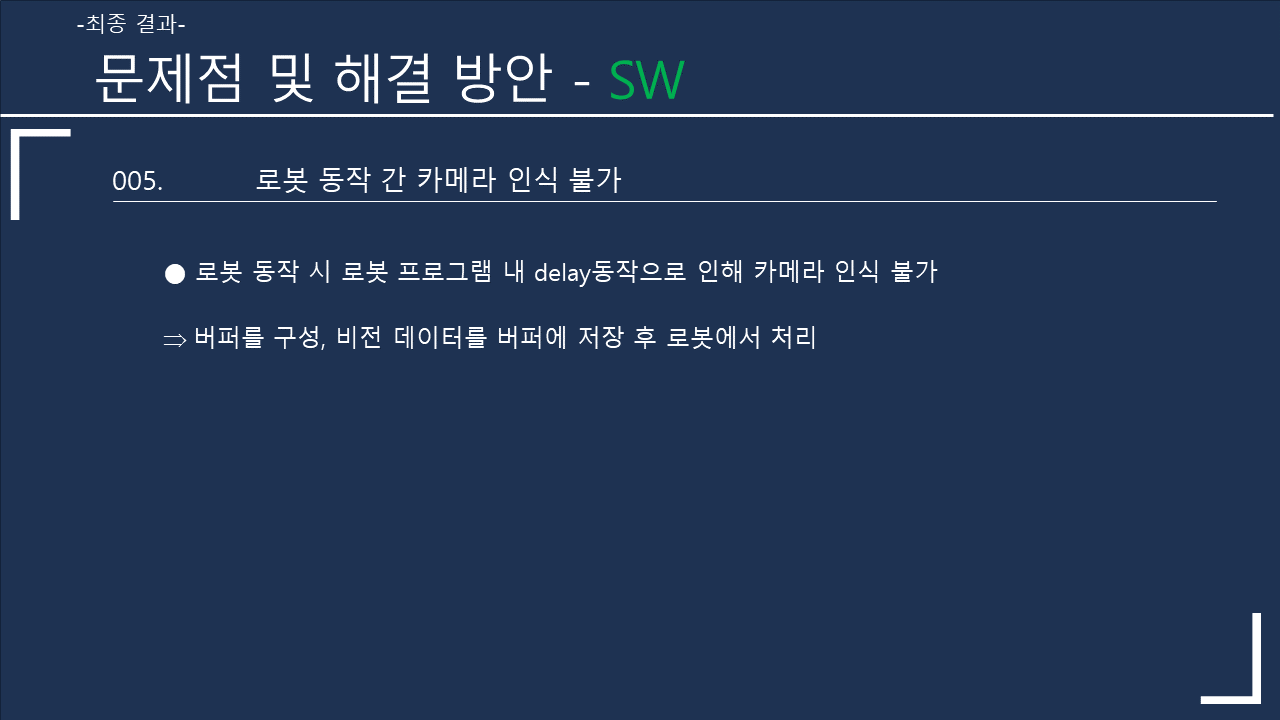 -최종 결과-
문제점 및 해결 방안 - SW
005. 로봇 동작 간 카메라 인식 불가
● 로봇 동작 시 로봇 프로그램 내 delay동작으로 인해 카메라 인식 불가
⇒ 버퍼를 구성, 비전 데이터를 버퍼에 저장 후 로봇에서 처리